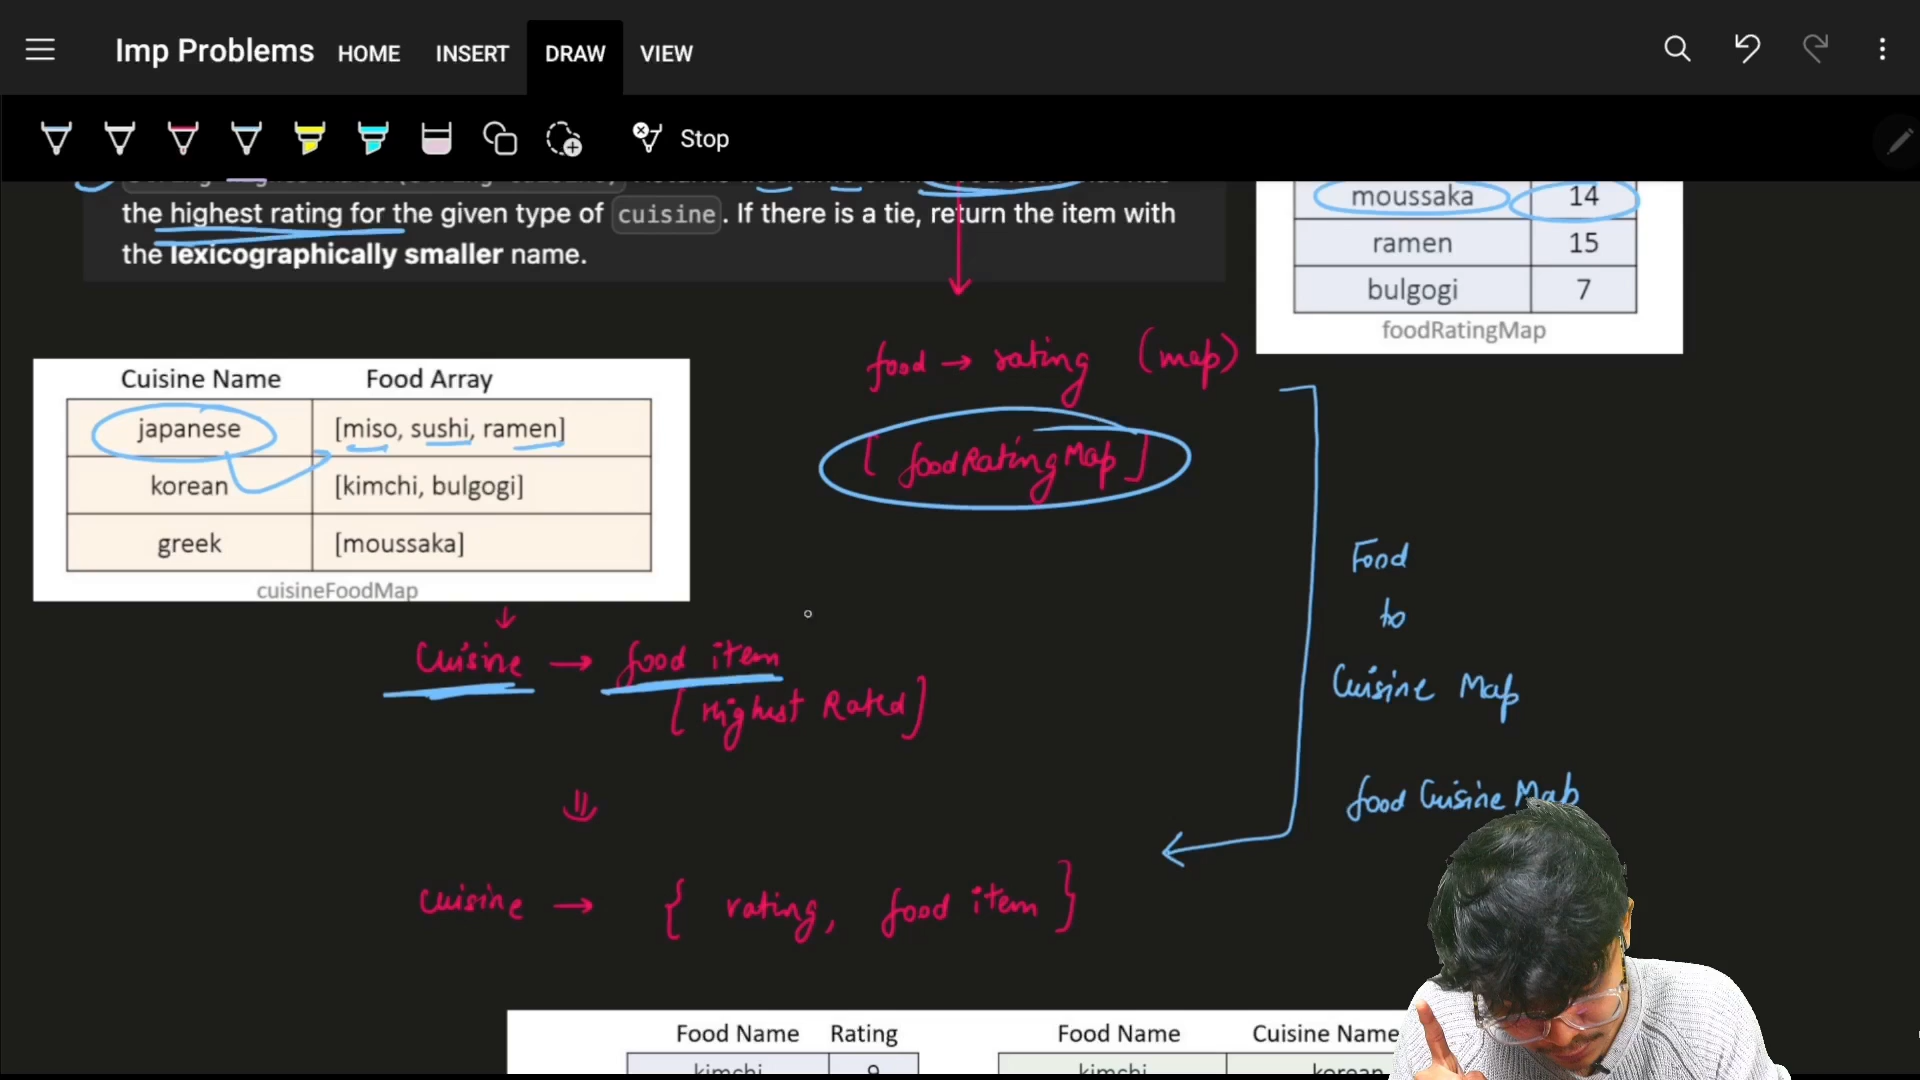 Imp Problems HOME INSERT DRAW VIEW
Stop
the highest rating for the given type of cuisine. If there is a tie, return the item with
the lexicographically smaller name.
moussaka 14
ramen 15
bulgogi 7
foodRatingMap
Cuisine Name Food Array
japanese [miso, sushi, ramen]
korean [kimchi, bulgogi]
greek [moussaka]
cuisineFoodMap
food → rating (map)
[ foodRatingMap ]
Cuisine → food item
[ Highest Rated ]
cuisine → { rating, food item }
Food
to
Cuisine Map
food Cuisine Map
Food Name Rating
kimchi 9
Food Name Cuisine Name
kimchi korean